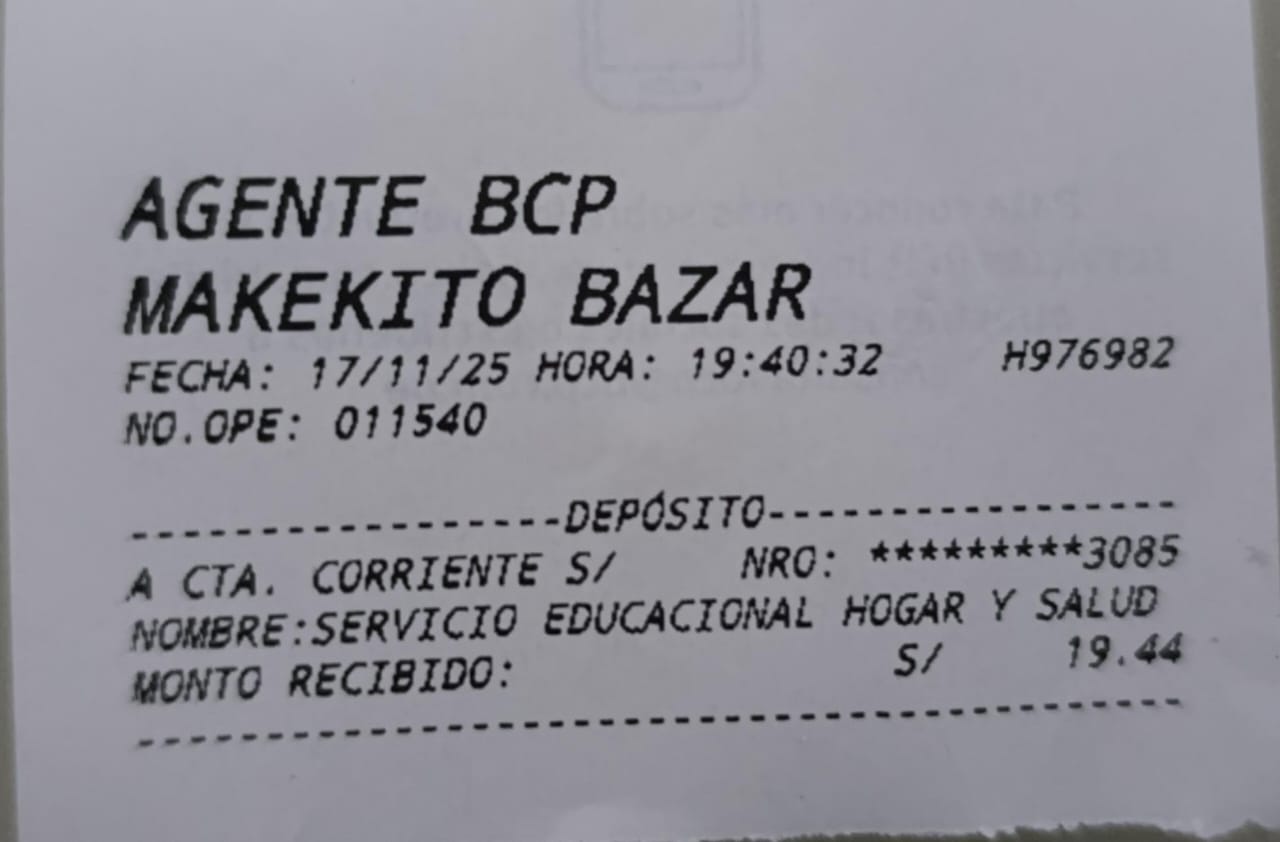 AGENTE BCP
MAKEKITO BAZAR
FECHA: 17/11/25 HORA: 19:40:32 H976982
NO.OPE: 011540
-----------------DEPÓSITO-----------------
A CTA. CORRIENTE S/ NRO: *********3085
NOMBRE:SERVICIO EDUCACIONAL HOGAR Y SALUD
MONTO RECIBIDO: S/ 19.44
------------------------------------------